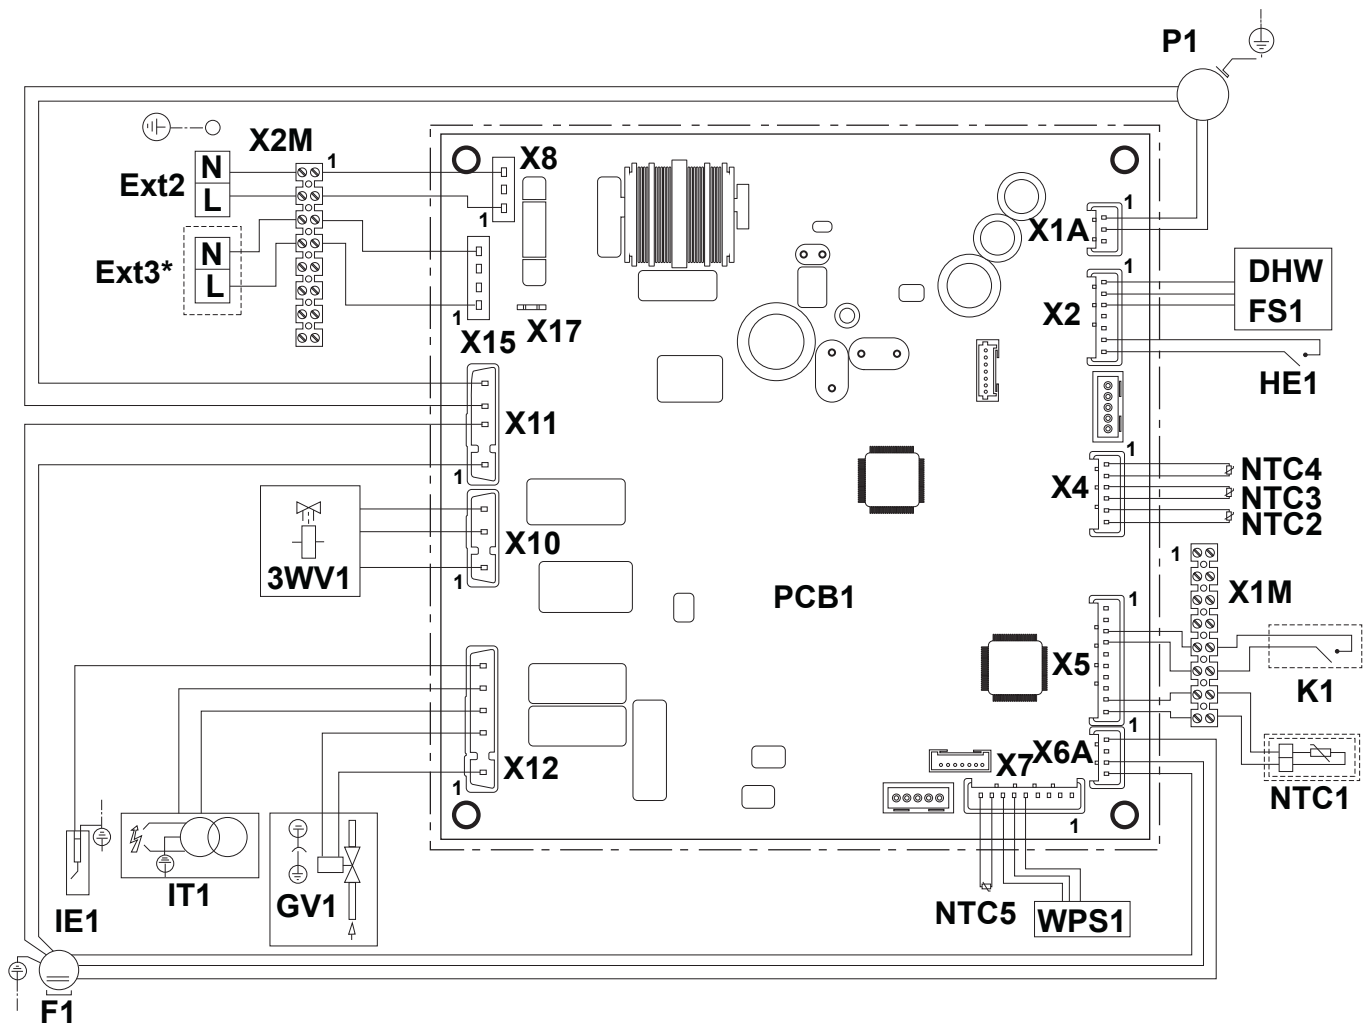 P1
X2M
1
X8
Ext2
N
L
1
1
X1A
Ext3*
N
L
1
X2
DHW
FS1
1
X17
X15
HE1
X11
1
1
X4
NTC4
NTC3
NTC2
X10
3WV1
1
1
X1M
PCB1
1
X5
K1
1
X12
1
X7
X6A
NTC1
1
IE1
IT1
GV1
NTC5
WPS1
F1